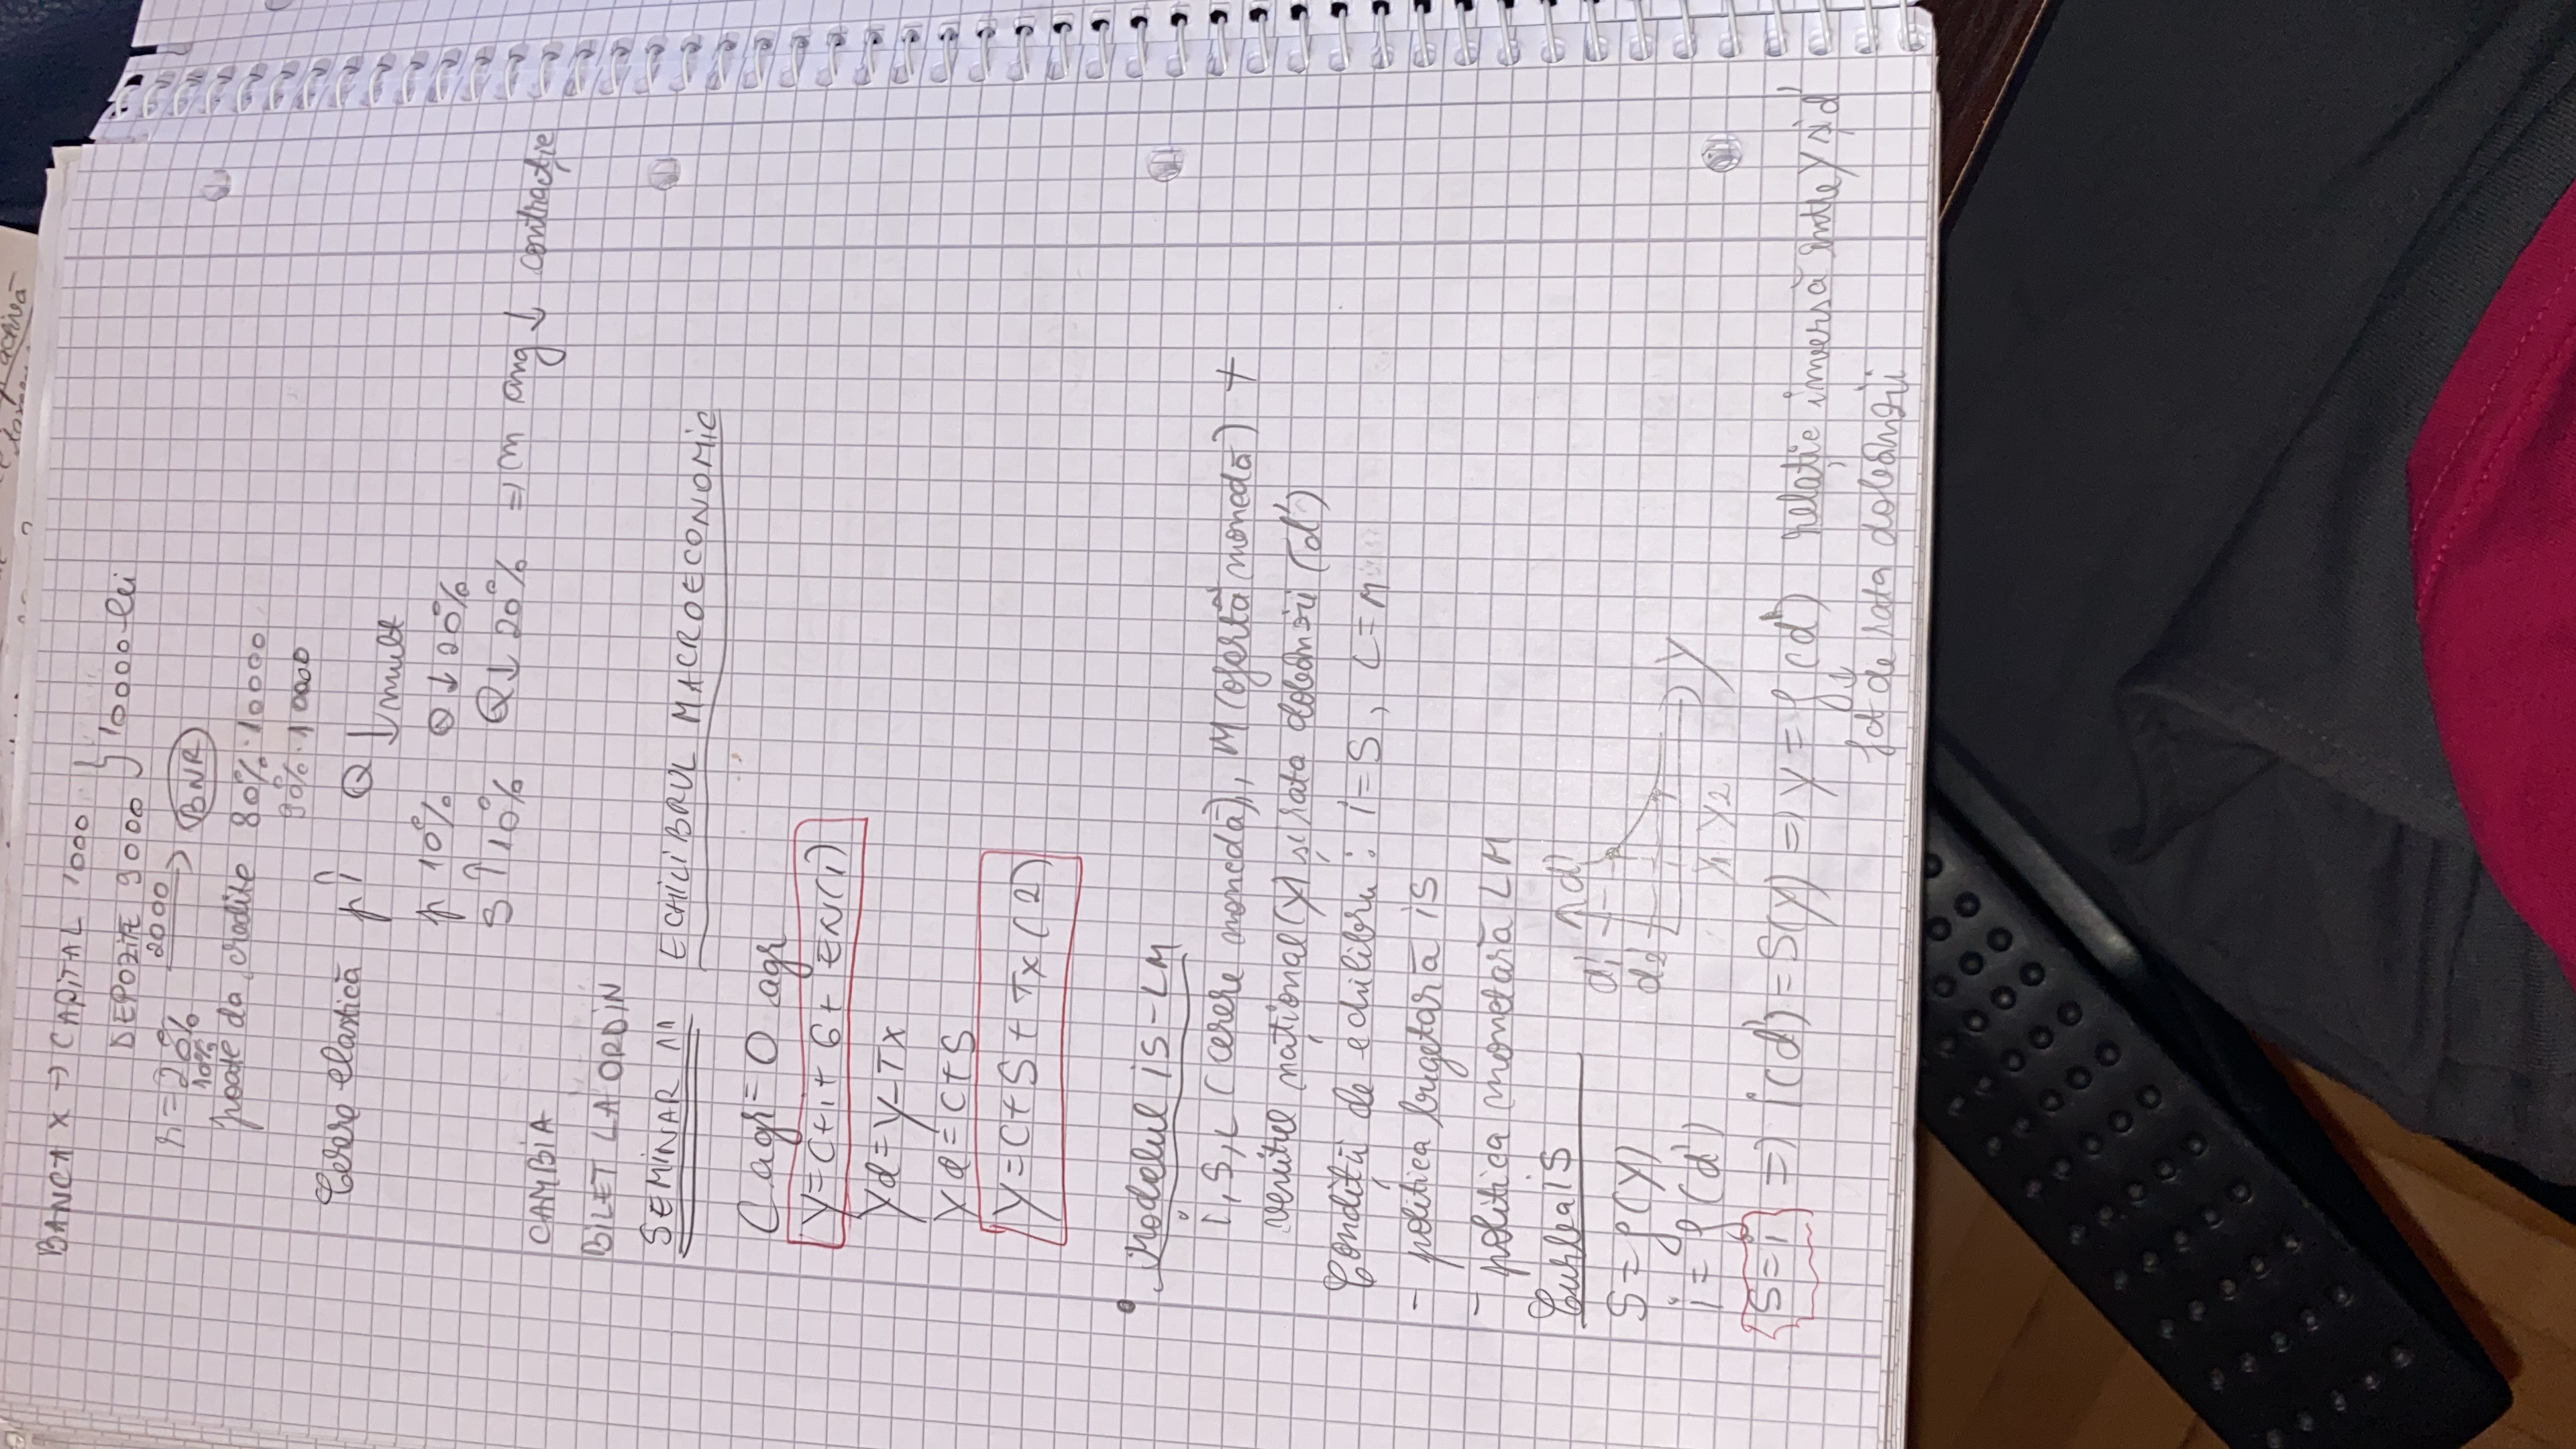 activă
BANCA X → CAPITAL 1000
DEPOZITE 9000 } 10000 lei
r = 20% 2000 → BNR
10%
poate da credite 80% · 10000
90% · 10000
Cerere elastică p↑ Q↓ mult
p 10% Q↓ 20%
S↑10% Q↓ 20% => m ang ↓ contracție
CAMBIA
BILET LA ORDIN
SEMINAR 11 ECHILIBRUL MACROECONOMIC
C agr = O agr
Y=C+i+G+ EN(1)
Yd=Y-Tx
Yd=C+S
Y=C+S+Tx (2)
• Modelul iS-LM
i, S, L (cerere monedă), M (ofertă monedă) +
venitul național (Y) și rata dobânzii (d')
Condiții de echilibru : i=S, L=M
- politica bugetară iS
- politica monetară LM
Curba iS
d'
d'1
d'2
Y
Y1 Y2
S=f(Y)
i=f(d')
S=i => i(d')=S(Y) => Y=f(d') relație inversă între Y și d'
↓
fct de rata dobânzii